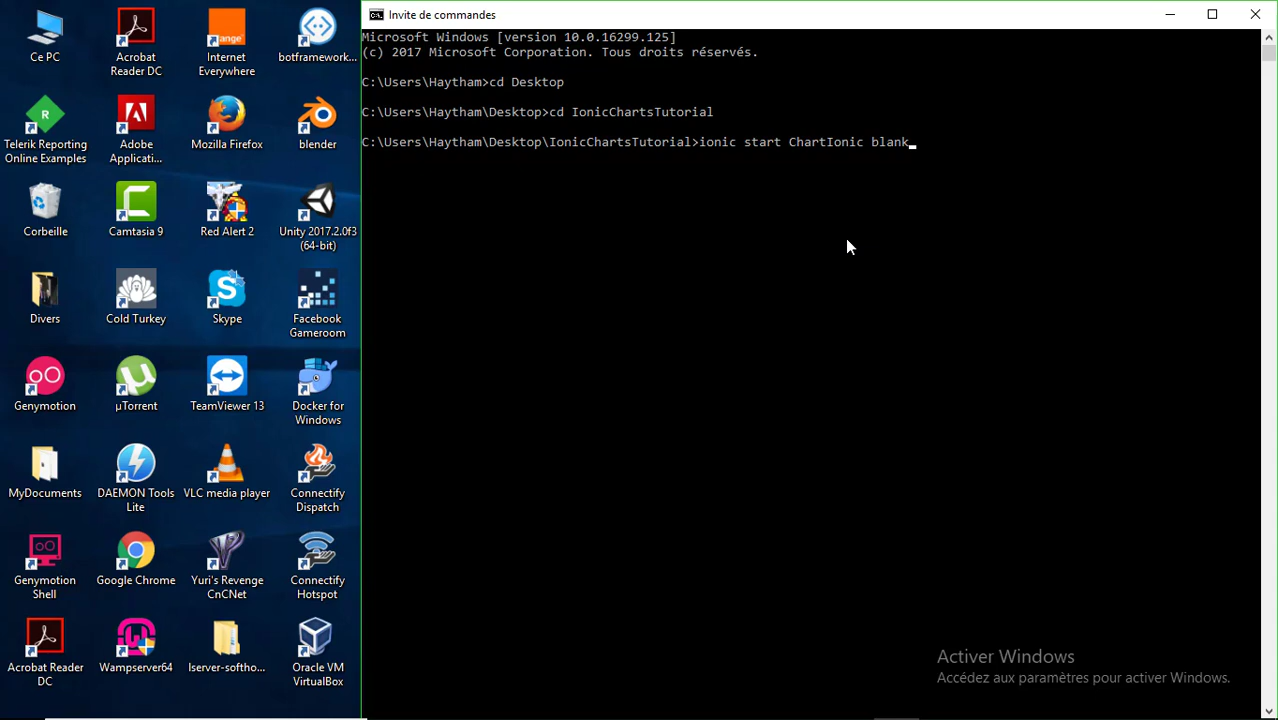 Ce PC
Acrobat
Reader DC
Internet
Everywhere
botframework...
Telerik Reporting
Online Examples
Adobe
Applicati...
Mozilla Firefox
blender
Corbeille
Camtasia 9
Red Alert 2
Unity 2017.2.0f3
(64-bit)
Divers
Cold Turkey
Skype
Facebook
Gameroom
Genymotion
µTorrent
TeamViewer 13
Docker for
Windows
MyDocuments
DAEMON Tools
Lite
VLC media player
Connectify
Dispatch
Genymotion
Shell
Google Chrome
Yuri's Revenge
CnCNet
Connectify
Hotspot
Acrobat Reader
DC
Wampserver64
lserver-softho...
Oracle VM
VirtualBox
Invite de commandes
Microsoft Windows [version 10.0.16299.125]
(c) 2017 Microsoft Corporation. Tous droits réservés.
C:\Users\Haytham>cd Desktop
C:\Users\Haytham\Desktop>cd IonicChartsTutorial
C:\Users\Haytham\Desktop\IonicChartsTutorial>ionic start ChartIonic blank
Activer Windows
Accédez aux paramètres pour activer Windows.